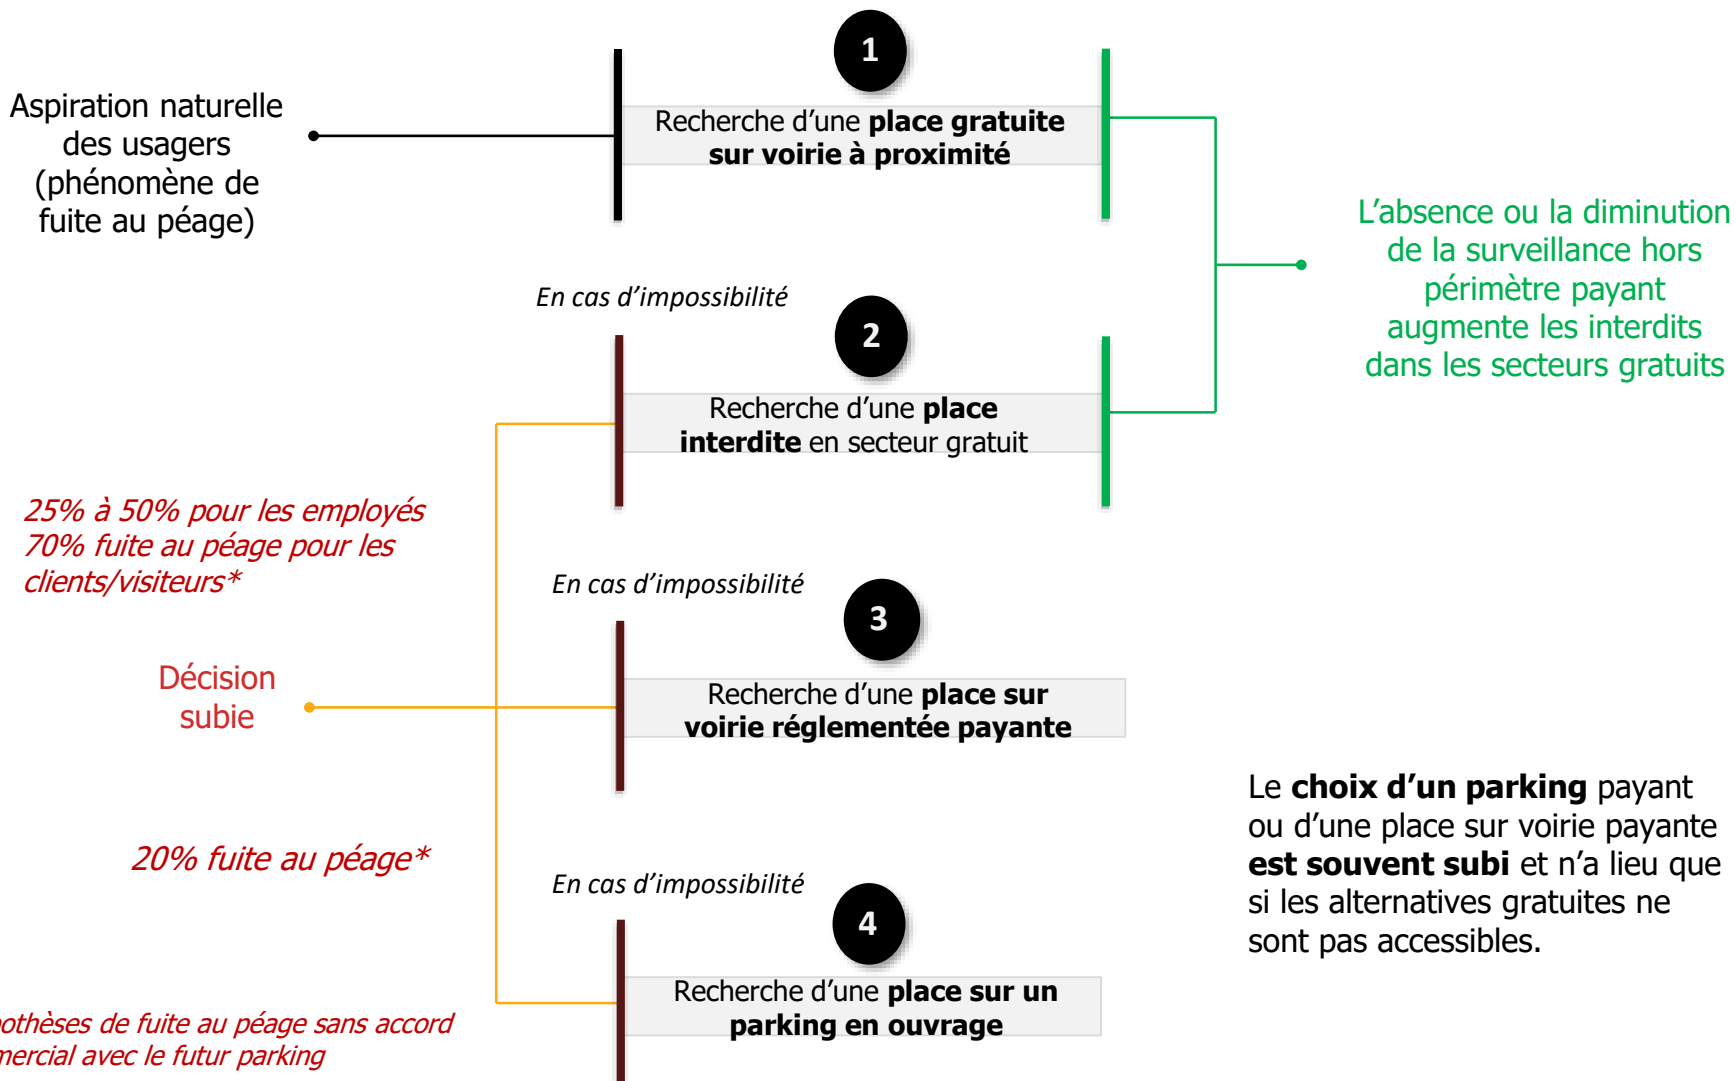 1
Aspiration naturelle
des usagers
(phénomène de
fuite au péage)
Recherche d’une place gratuite
sur voirie à proximité
L’absence ou la diminution
de la surveillance hors
périmètre payant
augmente les interdits
dans les secteurs gratuits
En cas d’impossibilité
2
Recherche d’une place
interdite en secteur gratuit
25% à 50% pour les employés
70% fuite au péage pour les
clients/visiteurs*
En cas d’impossibilité
3
Décision
subie
Recherche d’une place sur
voirie réglementée payante
Le choix d’un parking payant
ou d’une place sur voirie payante
est souvent subi et n’a lieu que
si les alternatives gratuites ne
sont pas accessibles.
20% fuite au péage*
En cas d’impossibilité
4
Recherche d’une place sur un
parking en ouvrage
othèses de fuite au péage sans accord
mercial avec le futur parking